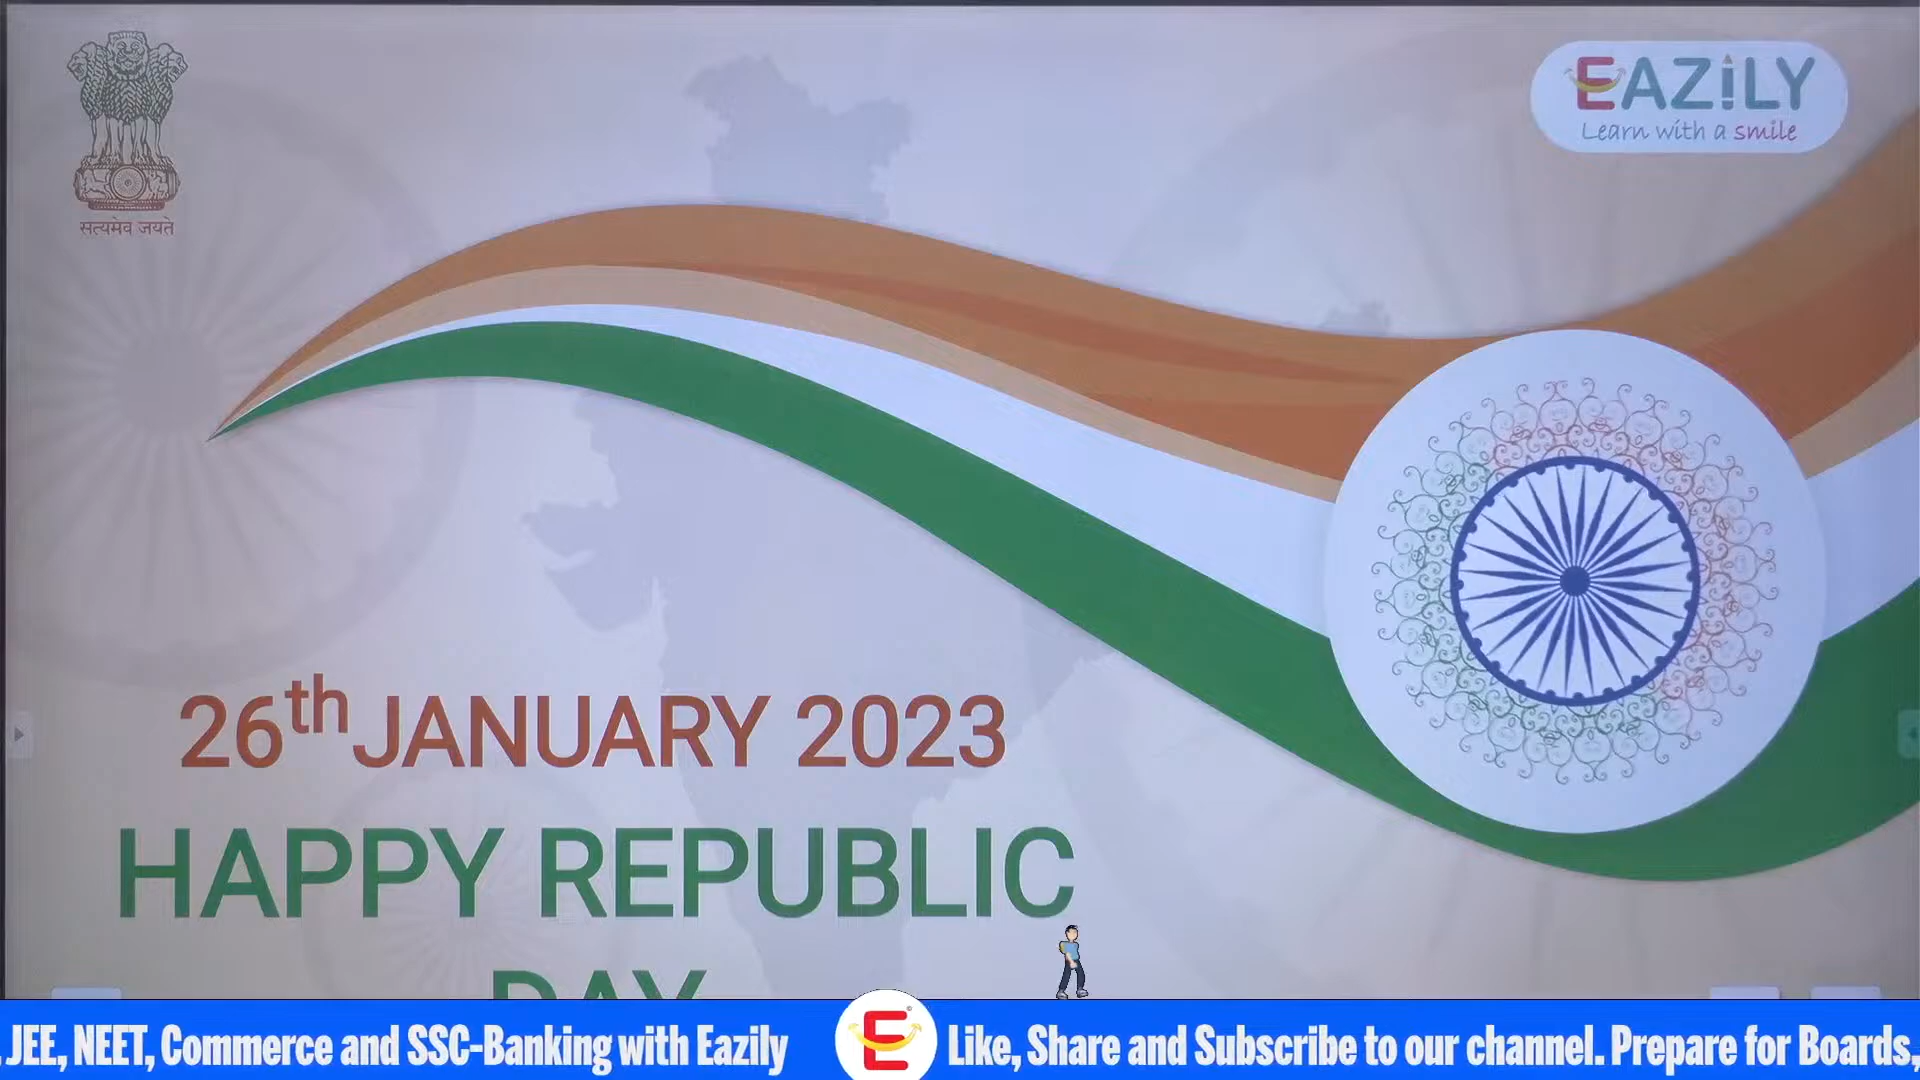 सत्यमेव जयते
EAZiLY
Learn with a smile
26th JANUARY 2023
HAPPY REPUBLIC
DAY
. JEE, NEET, Commerce and SSC-Banking with Eazily
E
Like, Share and Subscribe to our channel. Prepare for Boards,